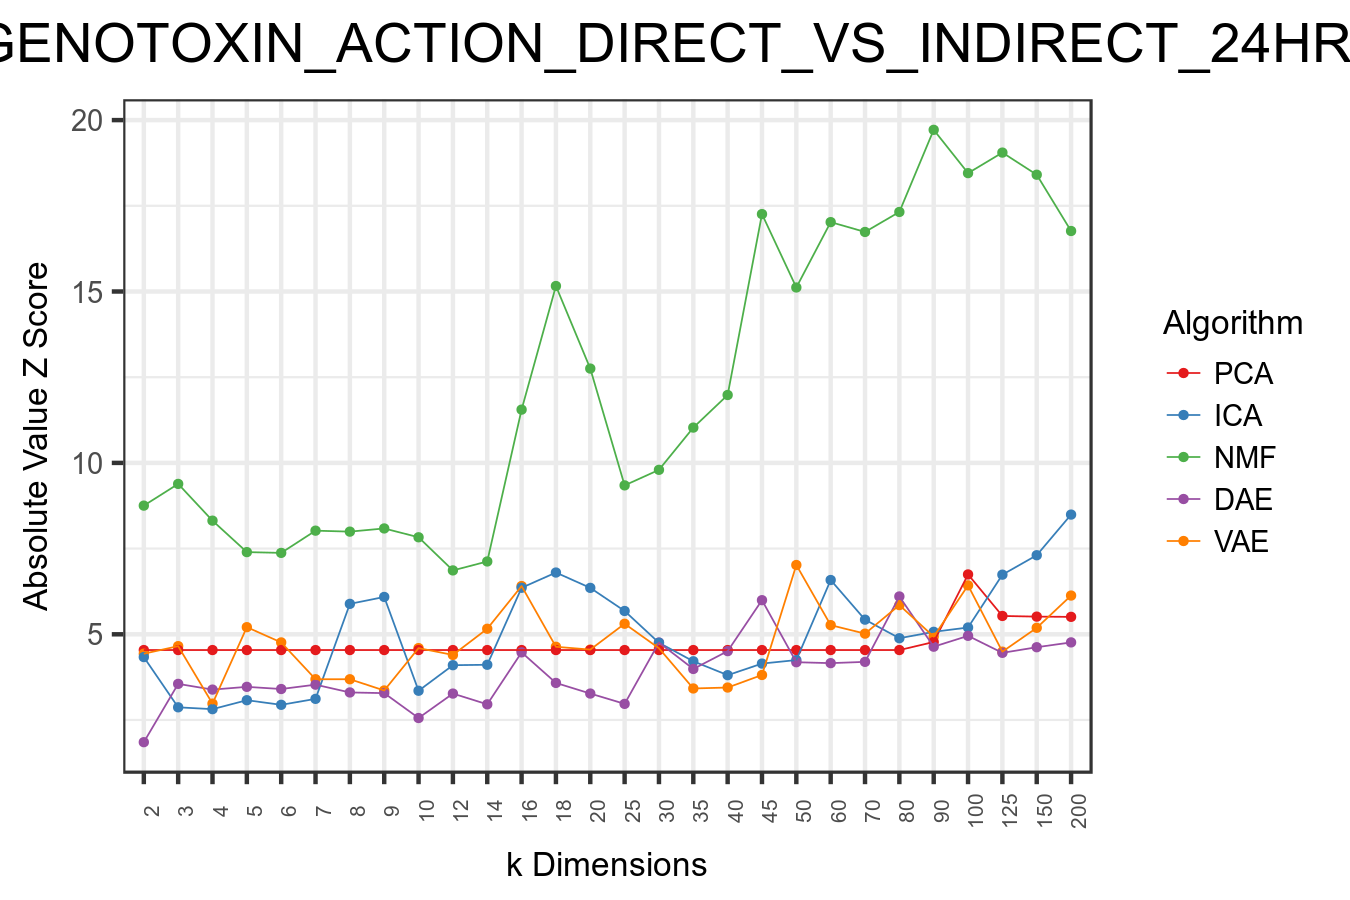 GENOTOXIN_ACTION_DIRECT_VS_INDIRECT_24HR
20
15
10
5
Absolute Value Z Score
2 3 4 5 6 7 8 9 10 12 14 16 18 20 25 30 35 40 45 50 60 70 80 90 100 125 150 200
k Dimensions
Algorithm
PCA
ICA
NMF
DAE
VAE